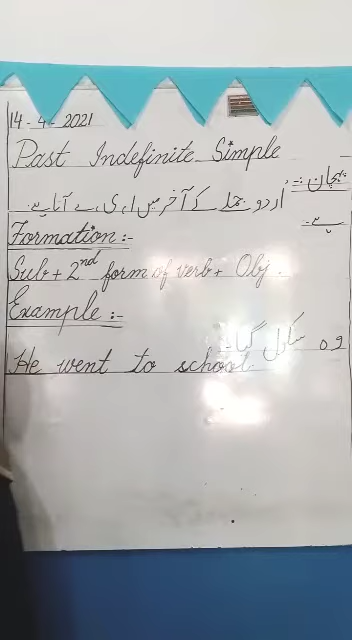 14-4-2021
Past Indefinite Simple
پہچان :-
اردو جملے کے آخر میں ا، ی، ے آتا ہے۔
ہے۔
Formation:-
Sub + 2nd form of verb + Obj.
Example:-
وہ سکول گیا۔
He went to school.